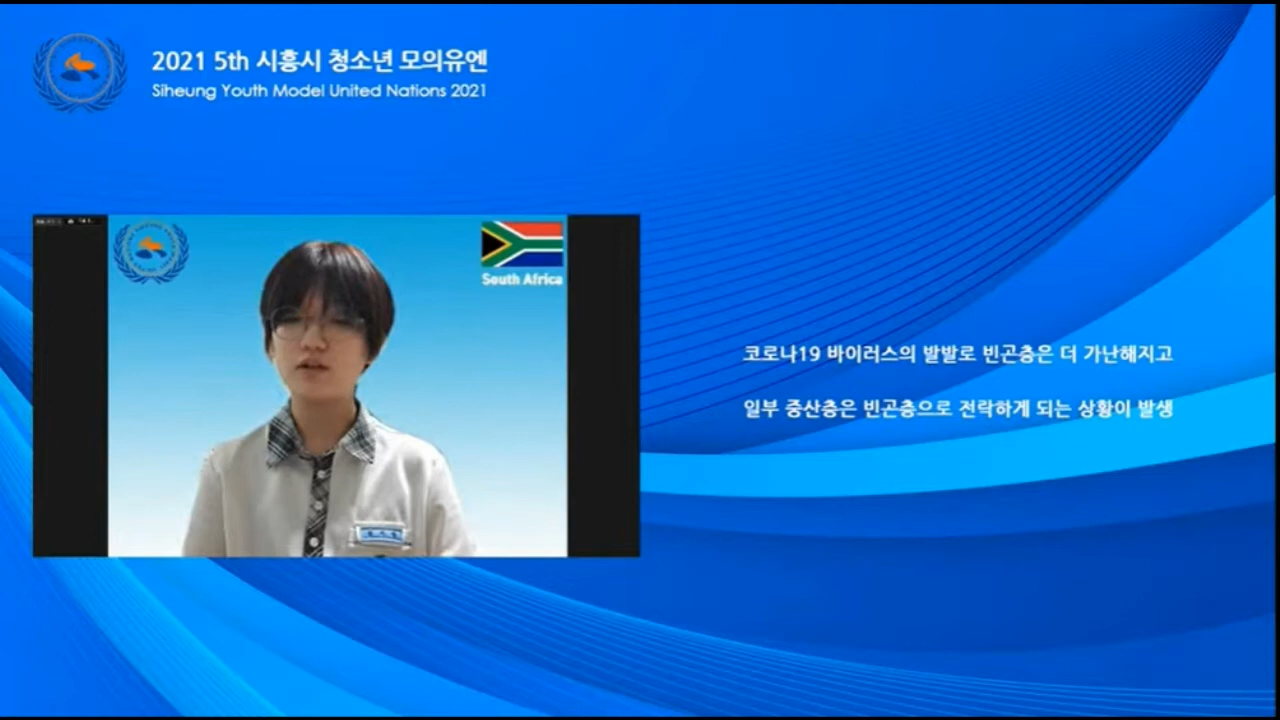 2021 5th 시흥시 청소년 모의유엔
Siheung Youth Model United Nations 2021
South Africa
코로나19 바이러스의 발발로 빈곤층은 더 가난해지고
일부 중산층은 빈곤층으로 전락하게 되는 상황이 발생